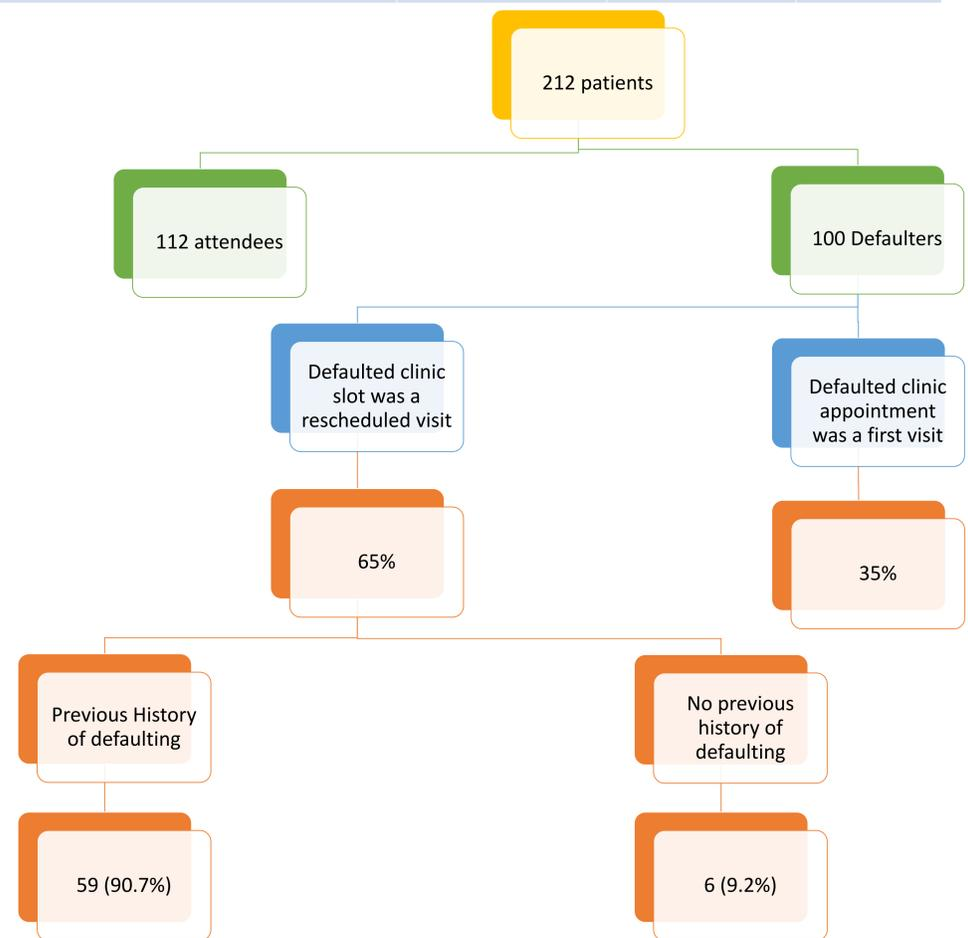 212 patients
112 attendees
100 Defaulters
Defaulted clinic
slot was a
rescheduled visit
Defaulted clinic
appointment
was a first visit
65%
35%
Previous History
of defaulting
No previous
history of
defaulting
59 (90.7%)
6 (9.2%)